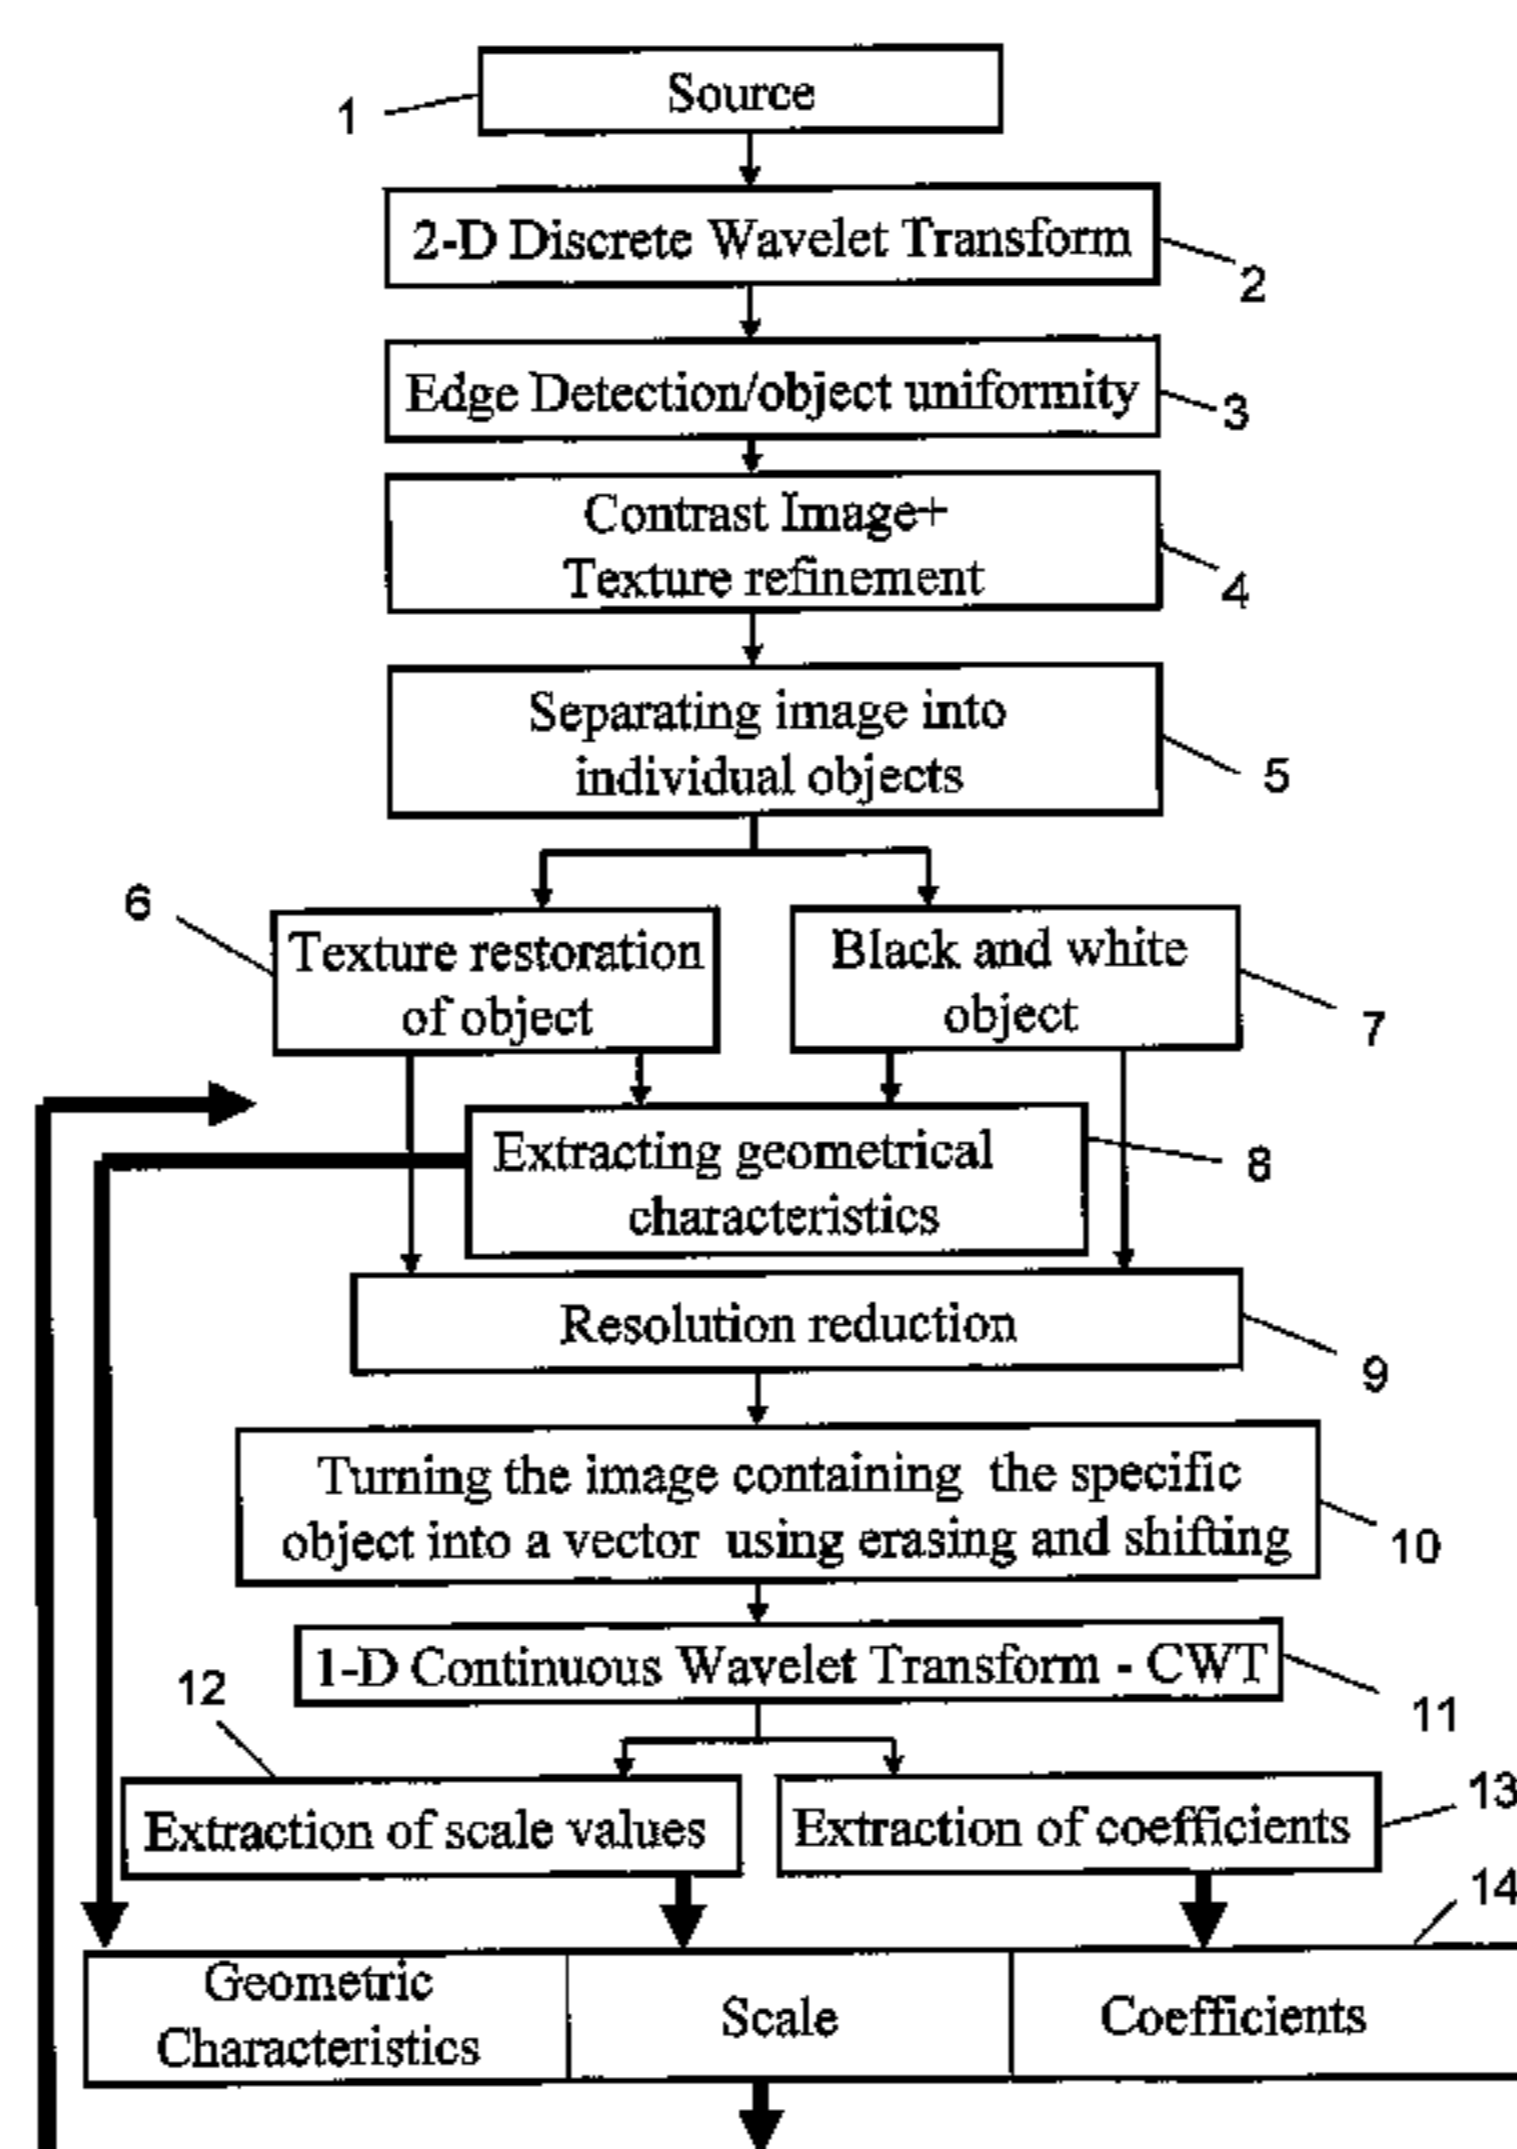 Source
1
2-D Discrete Wavelet Transform
2
Edge Detection/object uniformity
3
Contrast Image+
Texture refinement
4
Separating image into
individual objects
5
6
Texture restoration
of object
Black and white
object
7
Extracting geometrical
characteristics
8
Resolution reduction
9
Turning the image containing the specific
object into a vector using erasing and shifting
10
1-D Continuous Wavelet Transform - CWT
11
12
Extraction of scale values
Extraction of coefficients
13
14
Geometric
Characteristics
Scale
Coefficients